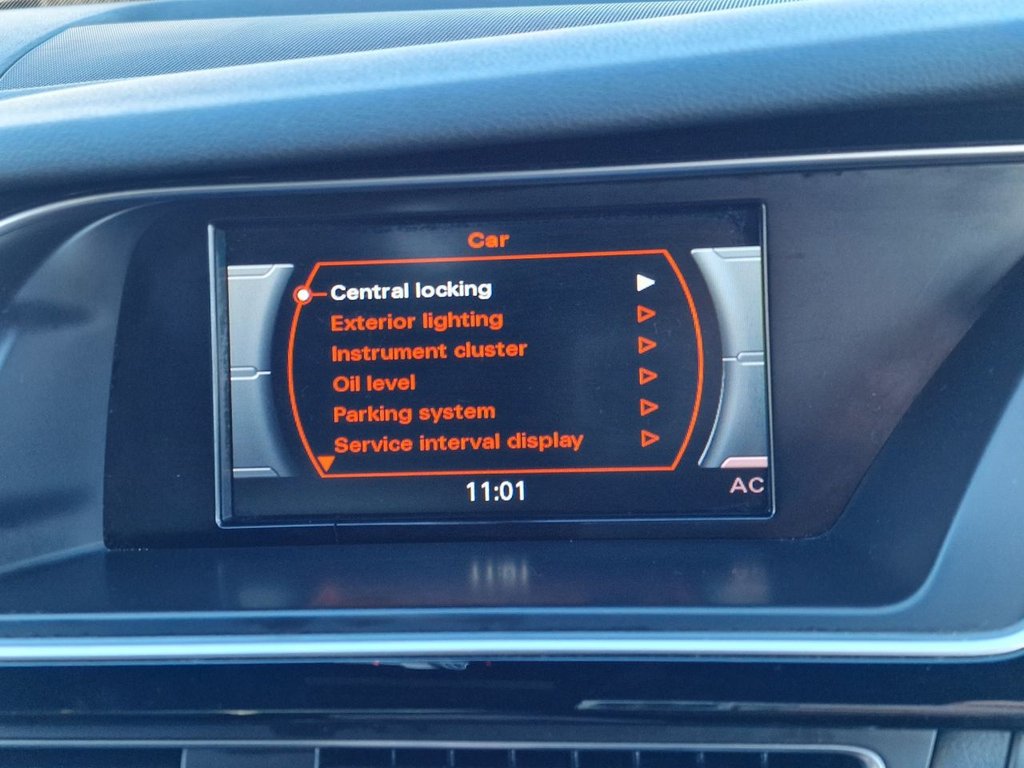 Car
Central locking
Exterior lighting
Instrument cluster
Oil level
Parking system
Service interval display
11:01
AC